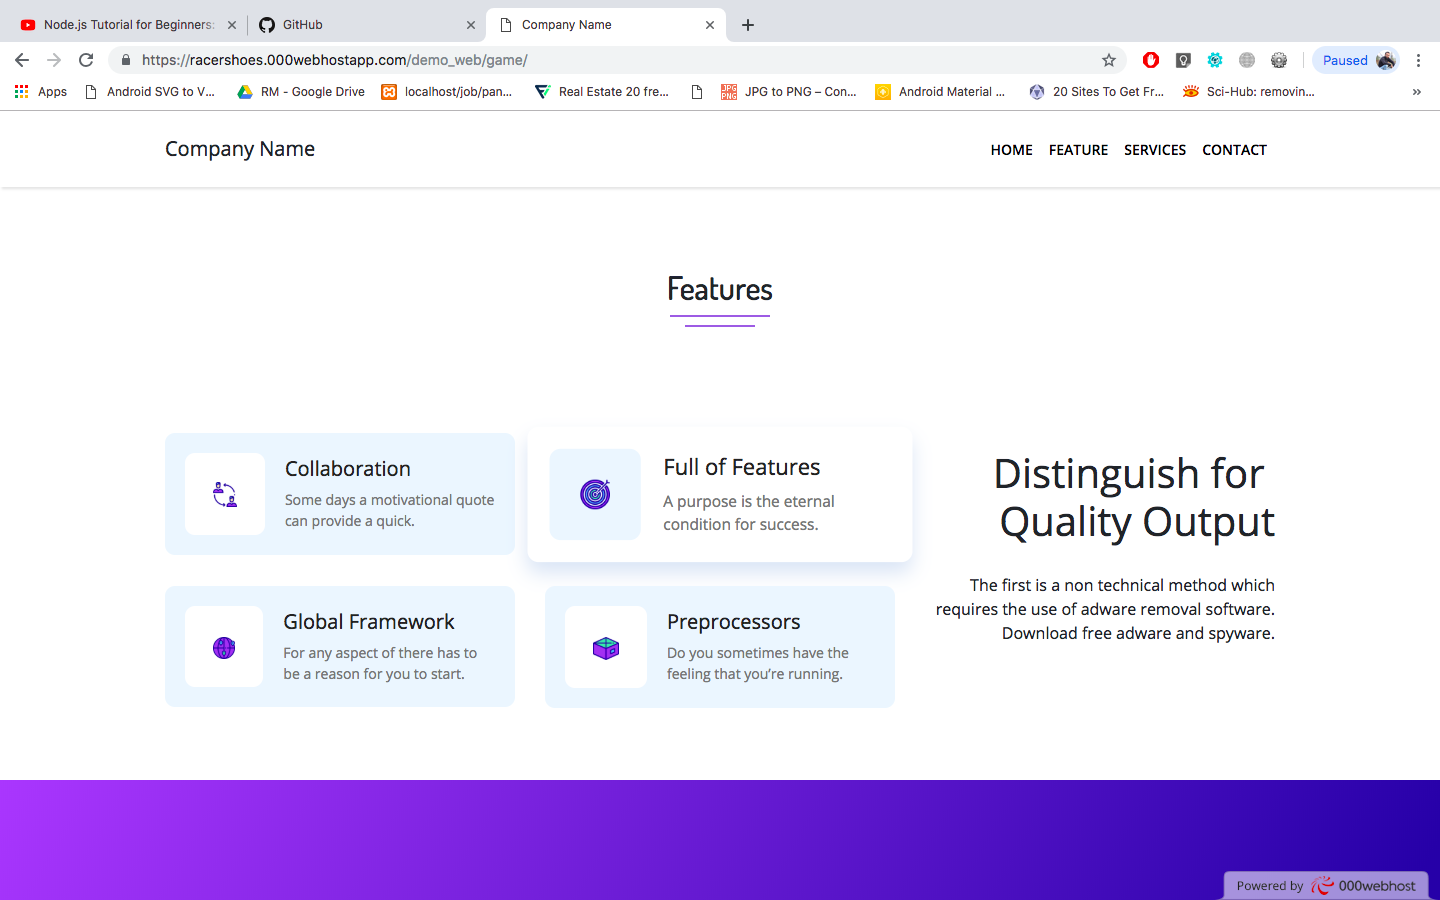 Node.js Tutorial for Beginners:
GitHub
Company Name
https://racershoes.000webhostapp.com/demo_web/game/
Paused
Apps
Android SVG to V...
RM - Google Drive
localhost/job/pan...
Real Estate 20 fre...
JPG to PNG – Con...
Android Material ...
20 Sites To Get Fr...
Sci-Hub: removin...
»
Company Name
HOME
FEATURE
SERVICES
CONTACT
Features
Collaboration
Some days a motivational quote
can provide a quick.
Full of Features
A purpose is the eternal
condition for success.
Global Framework
For any aspect of there has to
be a reason for you to start.
Preprocessors
Do you sometimes have the
feeling that you’re running.
Distinguish for
Quality Output
The first is a non technical method which
requires the use of adware removal software.
Download free adware and spyware.
Powered by 000webhost